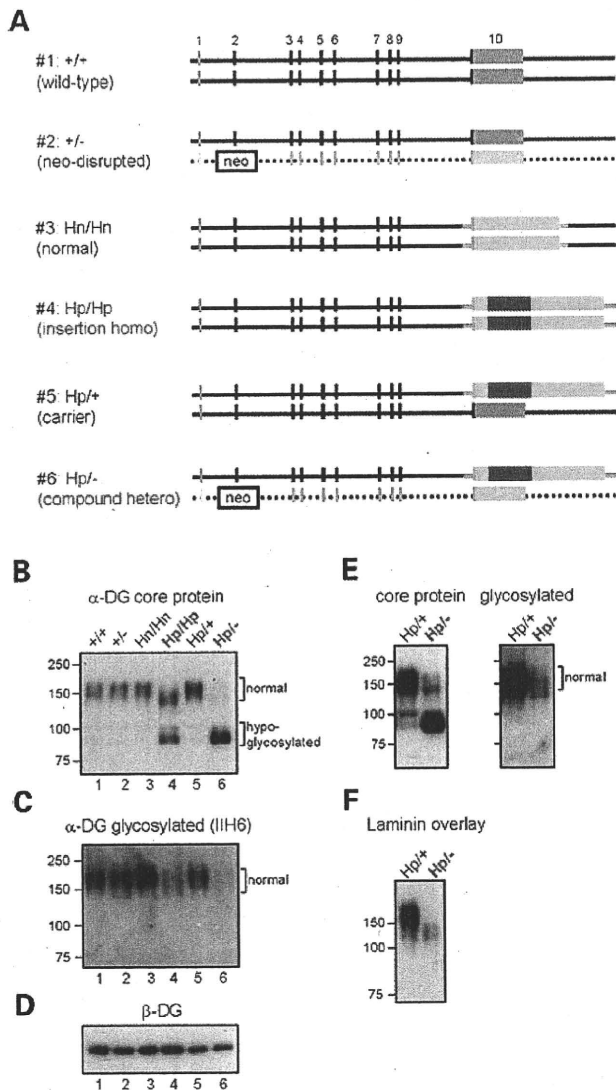 A
1 2 3 4 5 6 7 8 9 10
#1: +/+
(wild-type)
#2: +/-
(neo-disrupted)
neo
#3: Hn/Hn
(normal)
#4: Hp/Hp
(insertion homo)
#5: Hp/+
(carrier)
#6: Hp/-
(compound hetero)
neo
B
α-DG core protein
+/+ +/- Hn/Hn Hp/Hp Hp/+ Hp/-
250
150
100
75
normal
hypo-
glycosylated
1 2 3 4 5 6
C
α-DG glycosylated (IIH6)
250
150
100
75
normal
1 2 3 4 5 6
D
β-DG
1 2 3 4 5 6
E
core protein glycosylated
Hp/+ Hp/- Hp/+ Hp/-
250
150
100
75
normal
F
Laminin overlay
Hp/+ Hp/-
150
100
75